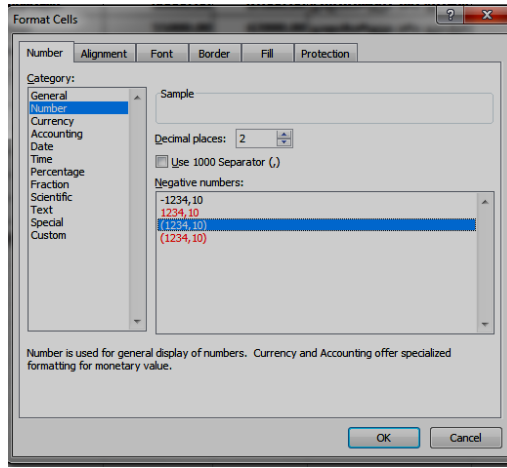 Format Cells
Number Alignment Font Border Fill Protection
Category:
General
Number
Currency
Accounting
Date
Time
Percentage
Fraction
Scientific
Text
Special
Custom
Sample
Decimal places: 2
Use 1000 Separator (,)
Negative numbers:
-1234,10
1234,10
(1234,10)
(1234,10)
Number is used for general display of numbers. Currency and Accounting offer specialized
formatting for monetary value.
OK Cancel